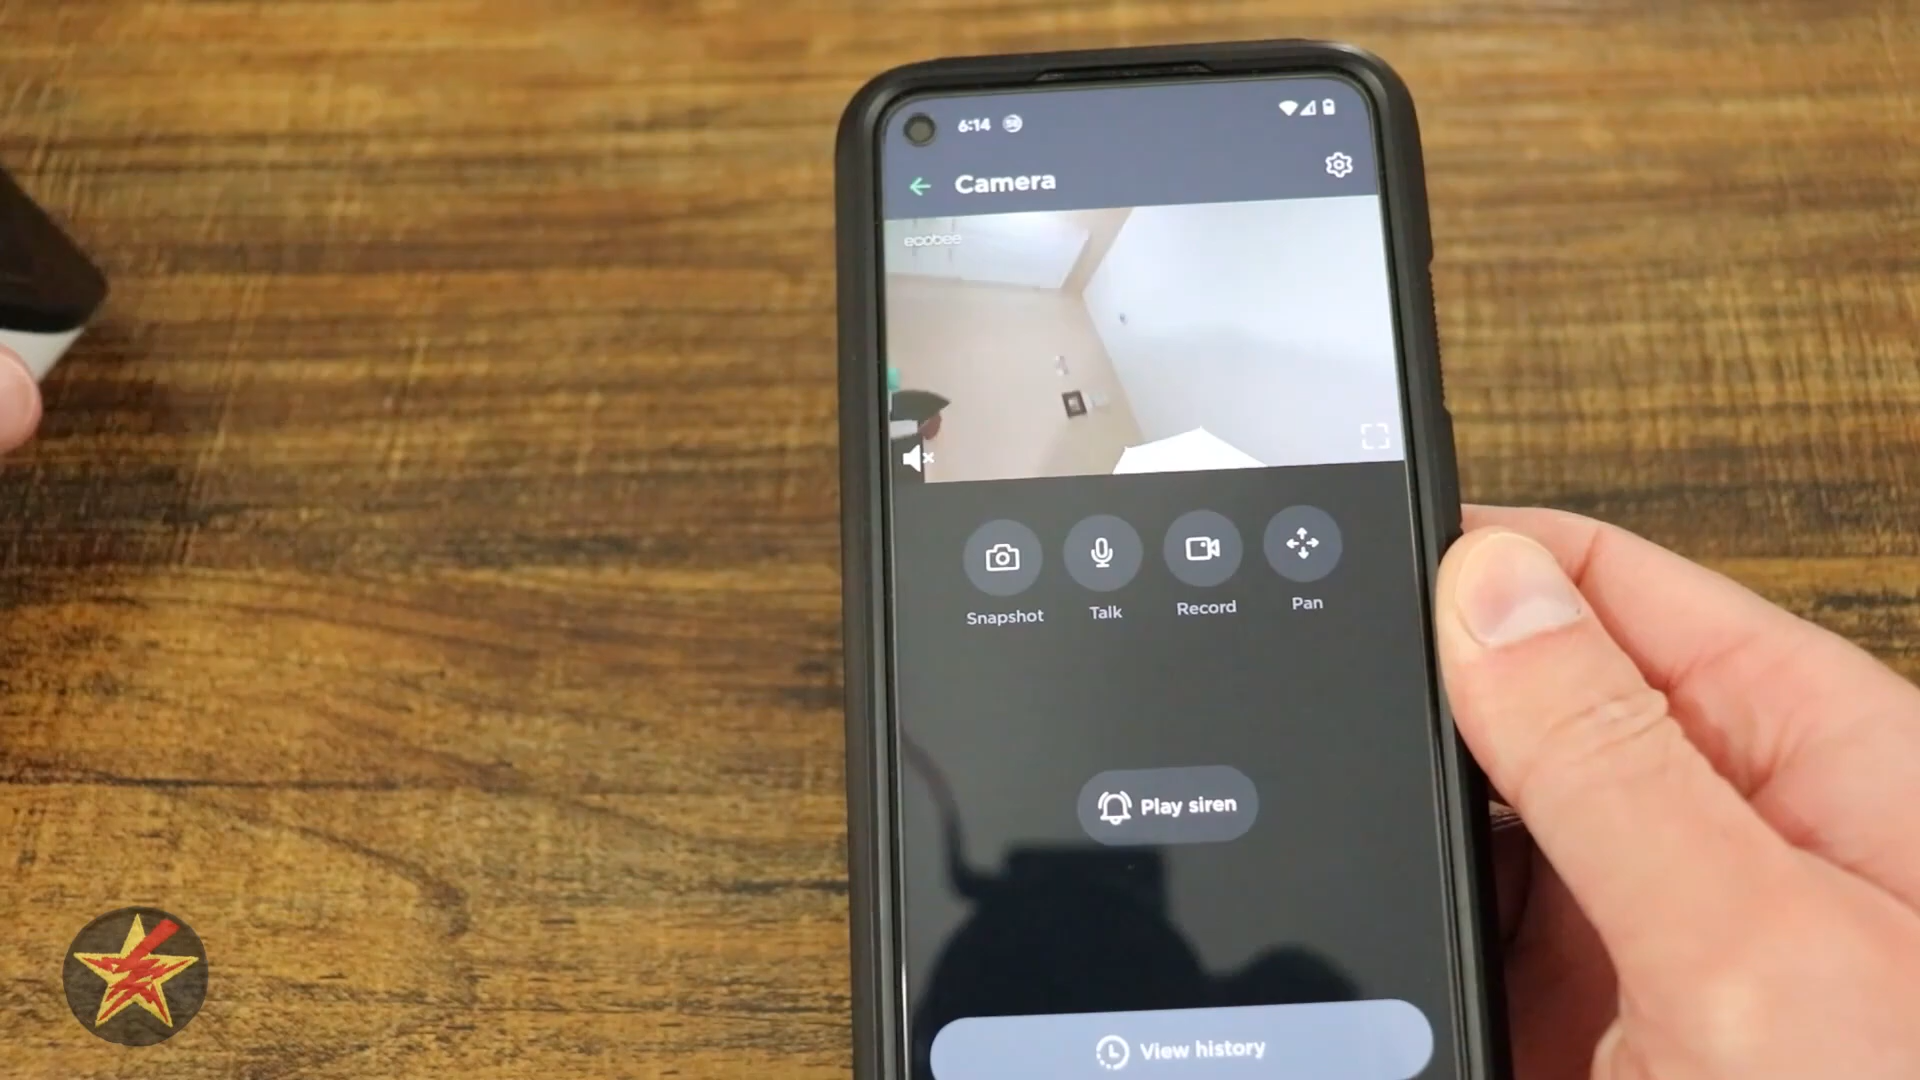 6:14
Camera
ecobee
Snapshot Talk Record Pan
Play siren
View history